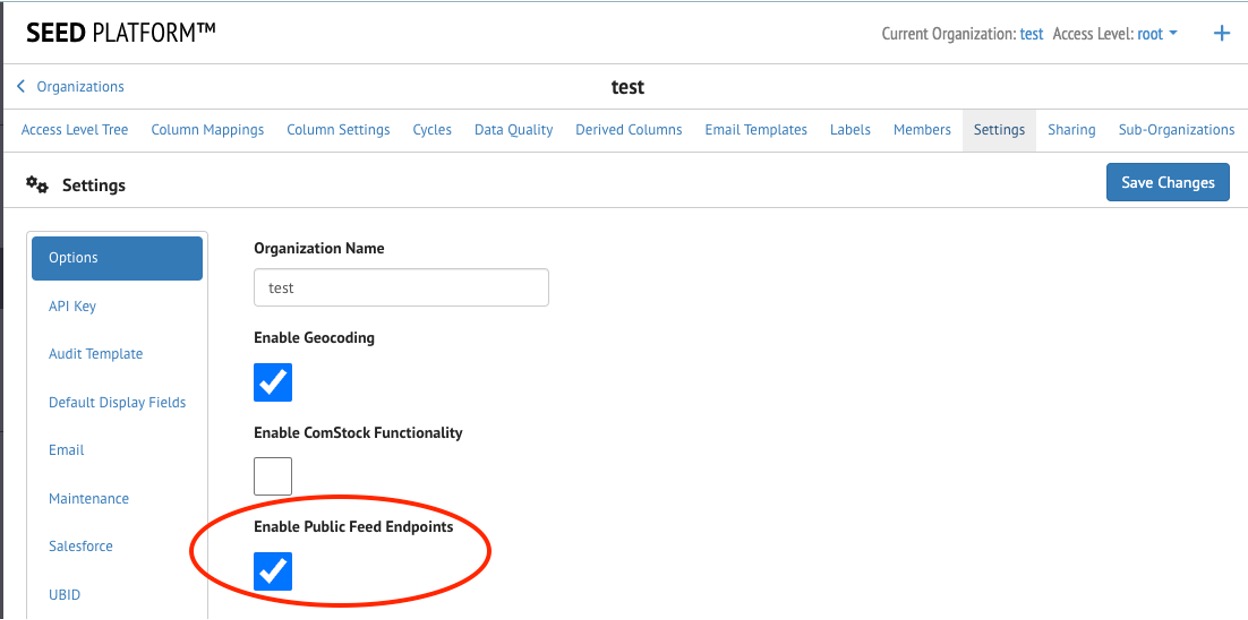 SEED PLATFORM™ Current Organization: test Access Level: root
Organizations test
Access Level Tree Column Mappings Column Settings Cycles Data Quality Derived Columns Email Templates Labels Members Settings Sharing Sub-Organizations
Settings Save Changes
Options
API Key
Audit Template
Default Display Fields
Email
Maintenance
Salesforce
UBID
Organization Name
test
Enable Geocoding
Enable ComStock Functionality
Enable Public Feed Endpoints